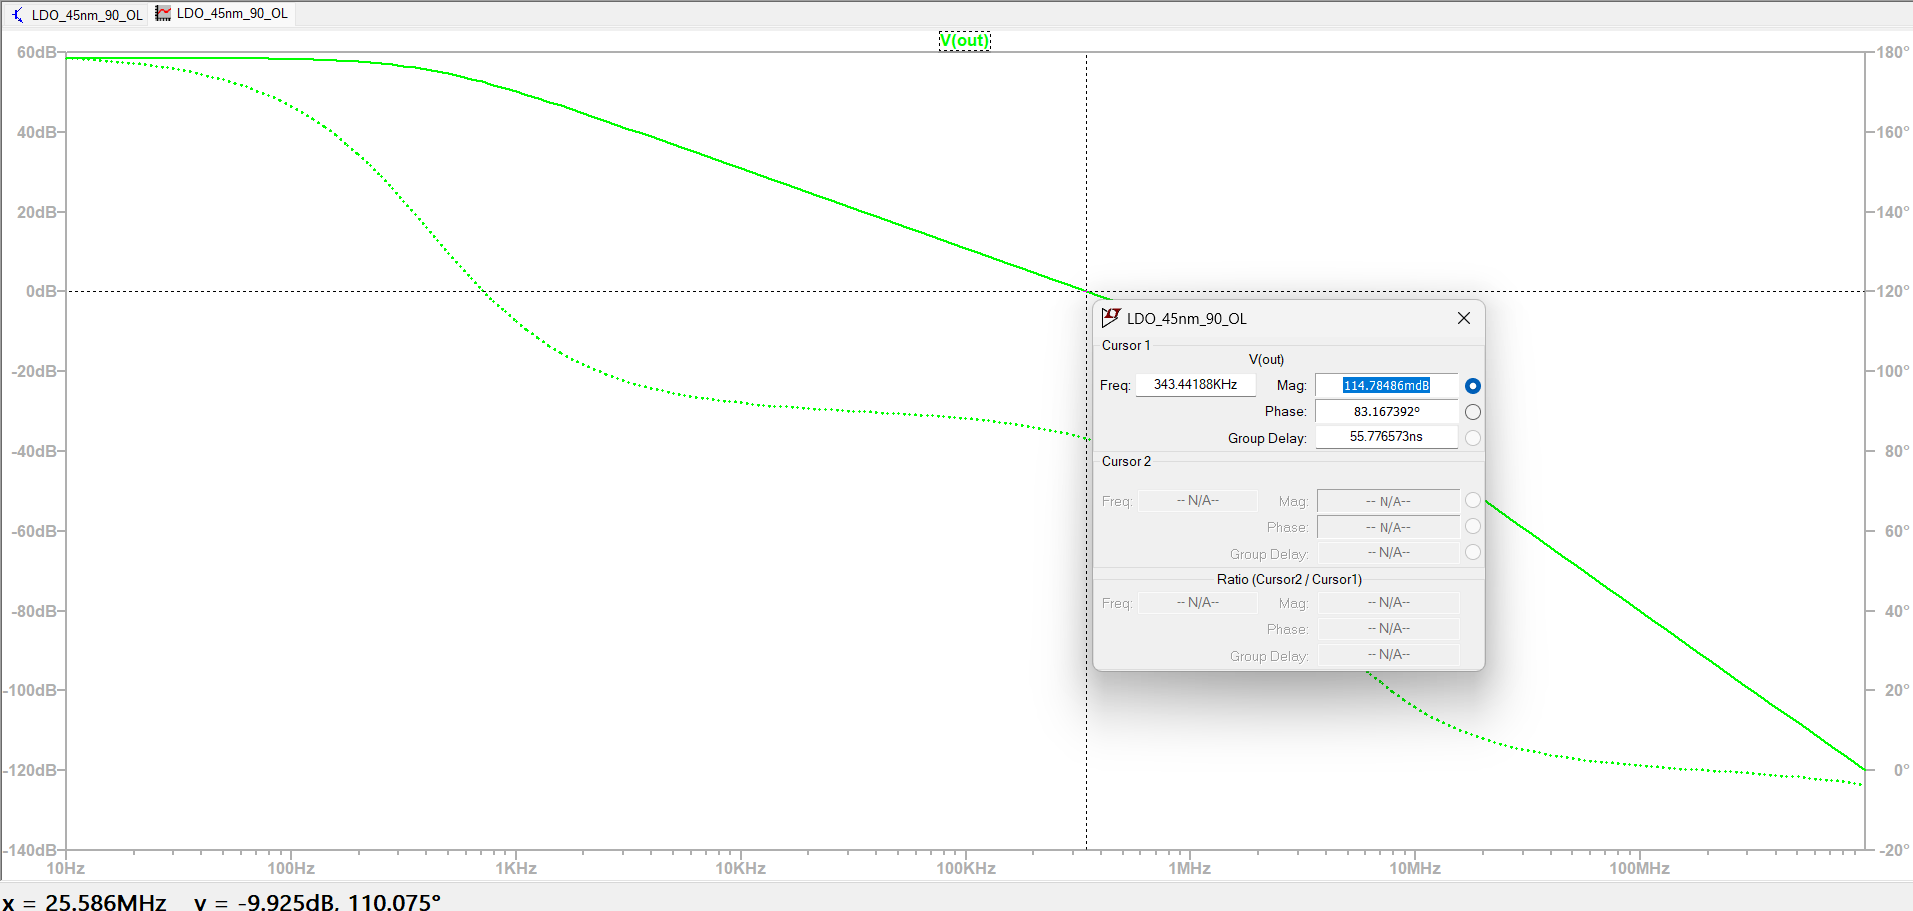 LDO_45nm_90_OL LDO_45nm_90_OL
V(out)
60dB 180°
40dB 160°
20dB 140°
0dB 120°
-20dB 100°
-40dB 80°
-60dB 60°
-80dB 40°
-100dB 20°
-120dB 0°
-140dB -20°
10Hz 100Hz 1KHz 10KHz 100KHz 1MHz 10MHz 100MHz
LDO_45nm_90_OL
Cursor 1
V(out)
Freq: 343.44188KHz Mag: 114.78486mdB
Phase: 83.167392°
Group Delay: 55.776573ns
Cursor 2
Freq: -- N/A-- Mag: -- N/A--
Phase: -- N/A--
Group Delay: -- N/A--
Ratio (Cursor2 / Cursor1)
Freq: -- N/A-- Mag: -- N/A--
Phase: -- N/A--
Group Delay: -- N/A--
x = 25.586MHz y = -9.925dB, 110.075°